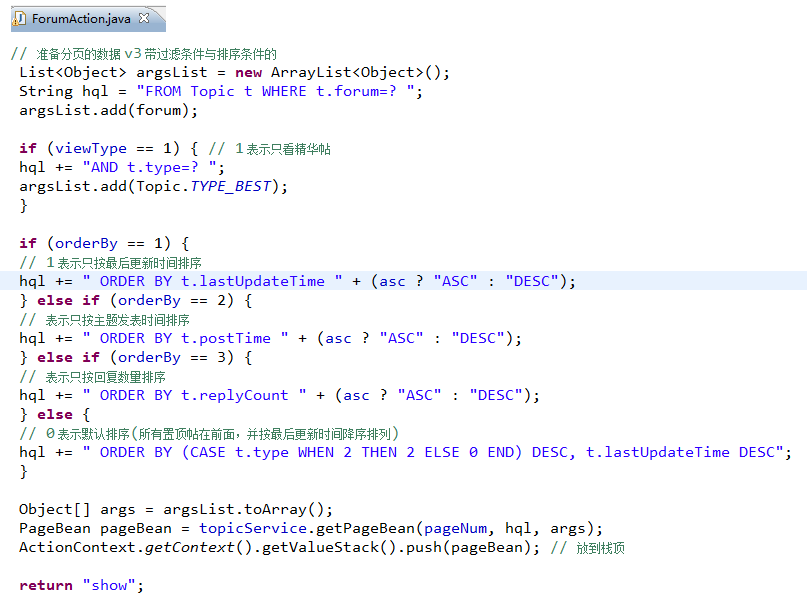 ForumAction.java
// 准备分页的数据 v3 带过滤条件与排序条件的
List<Object> argsList = new ArrayList<Object>();
String hql = "FROM Topic t WHERE t.forum=? ";
argsList.add(forum);
if (viewType == 1) { // 1 表示只看精华帖
hql += "AND t.type=? ";
argsList.add(Topic.TYPE_BEST);
}
if (orderBy == 1) {
// 1 表示只按最后更新时间排序
hql += " ORDER BY t.lastUpdateTime " + (asc ? "ASC" : "DESC");
} else if (orderBy == 2) {
// 表示只按主题发表时间排序
hql += " ORDER BY t.postTime " + (asc ? "ASC" : "DESC");
} else if (orderBy == 3) {
// 表示只按回复数量排序
hql += " ORDER BY t.replyCount " + (asc ? "ASC" : "DESC");
} else {
// 0 表示默认排序(所有置顶帖在前面，并按最后更新时间降序排列)
hql += " ORDER BY (CASE t.type WHEN 2 THEN 2 ELSE 0 END) DESC, t.lastUpdateTime DESC";
}
Object[] args = argsList.toArray();
PageBean pageBean = topicService.getPageBean(pageNum, hql, args);
ActionContext.getContext().getValueStack().push(pageBean); // 放到栈顶
return "show";